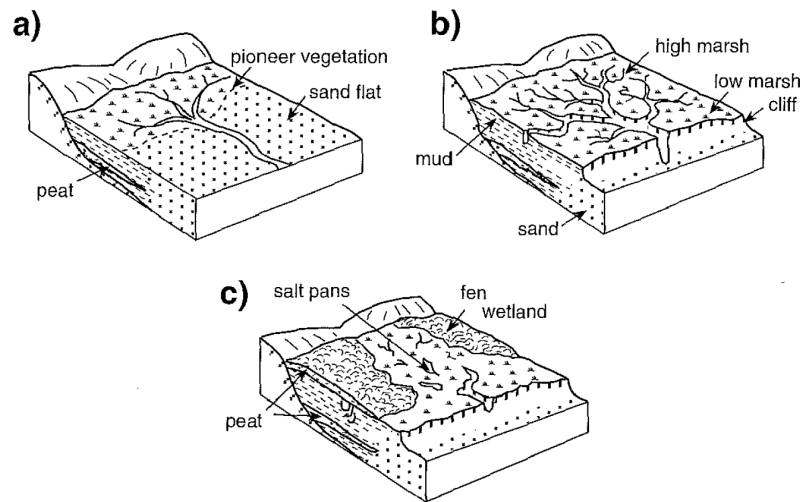 a)
pioneer vegetation
sand flat
peat
b)
high marsh
low marsh
cliff
mud
sand
c)
salt pans
fen
wetland
peat